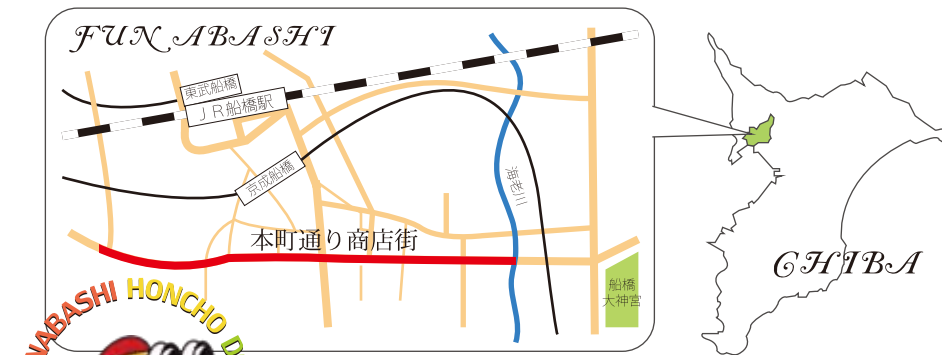 FUNABASHI
東武船橋
JR船橋駅
京成船橋
海老川
本町通り商店街
船橋
大神宮
CHIBA
NABASHI HONCHO D